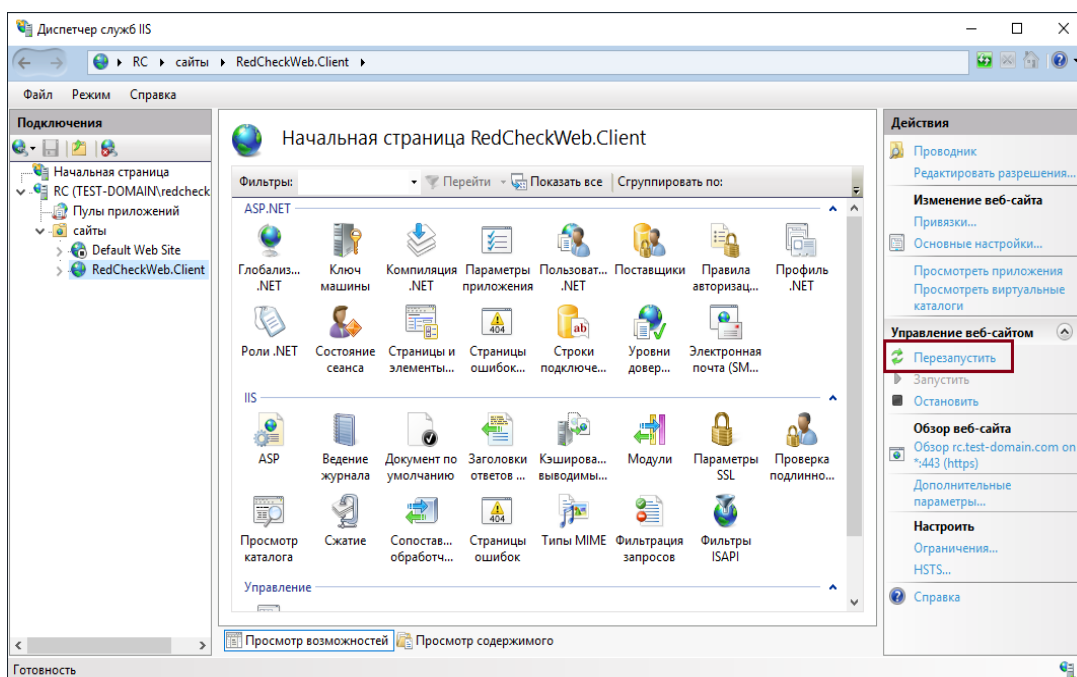 Диспетчер служб IIS
RC
сайты
RedCheckWeb.Client
Файл
Режим
Справка
Подключения
Начальная страница
RC (TEST-DOMAIN\redcheck
Пулы приложений
сайты
Default Web Site
RedCheckWeb.Client
Начальная страница RedCheckWeb.Client
Фильтры:
Перейти
Показать все
Сгруппировать по:
ASP.NET
Глобализ...
.NET
Ключ
машины
Компиляция
.NET
Параметры
приложения
Пользоват...
.NET
Поставщики
Правила
авторизац...
Профиль
.NET
Роли .NET
Состояние
сеанса
Страницы и
элементы...
404
Страницы
ошибок...
ab
Строки
подключе...
Уровни
довер...
Электронная
почта (SM...
IIS
ASP
Ведение
журнала
Документ по
умолчанию
Заголовки
ответов ...
Кэширова...
выводимы...
Модули
Параметры
SSL
Проверка
подлинно...
Просмотр
каталога
Сжатие
Сопостав...
обработч...
404
Страницы
ошибок
Типы MIME
Фильтрация
запросов
Фильтры
ISAPI
Управление
Просмотр возможностей
Просмотр содержимого
Действия
Проводник
Редактировать разрешения...
Изменение веб-сайта
Привязки...
Основные настройки...
Просмотреть приложения
Просмотреть виртуальные
каталоги
Управление веб-сайтом
Перезапустить
Запустить
Остановить
Обзор веб-сайта
Обзор rc.test-domain.com on
*:443 (https)
Дополнительные
параметры...
Настроить
Ограничения...
HSTS...
Справка
Готовность